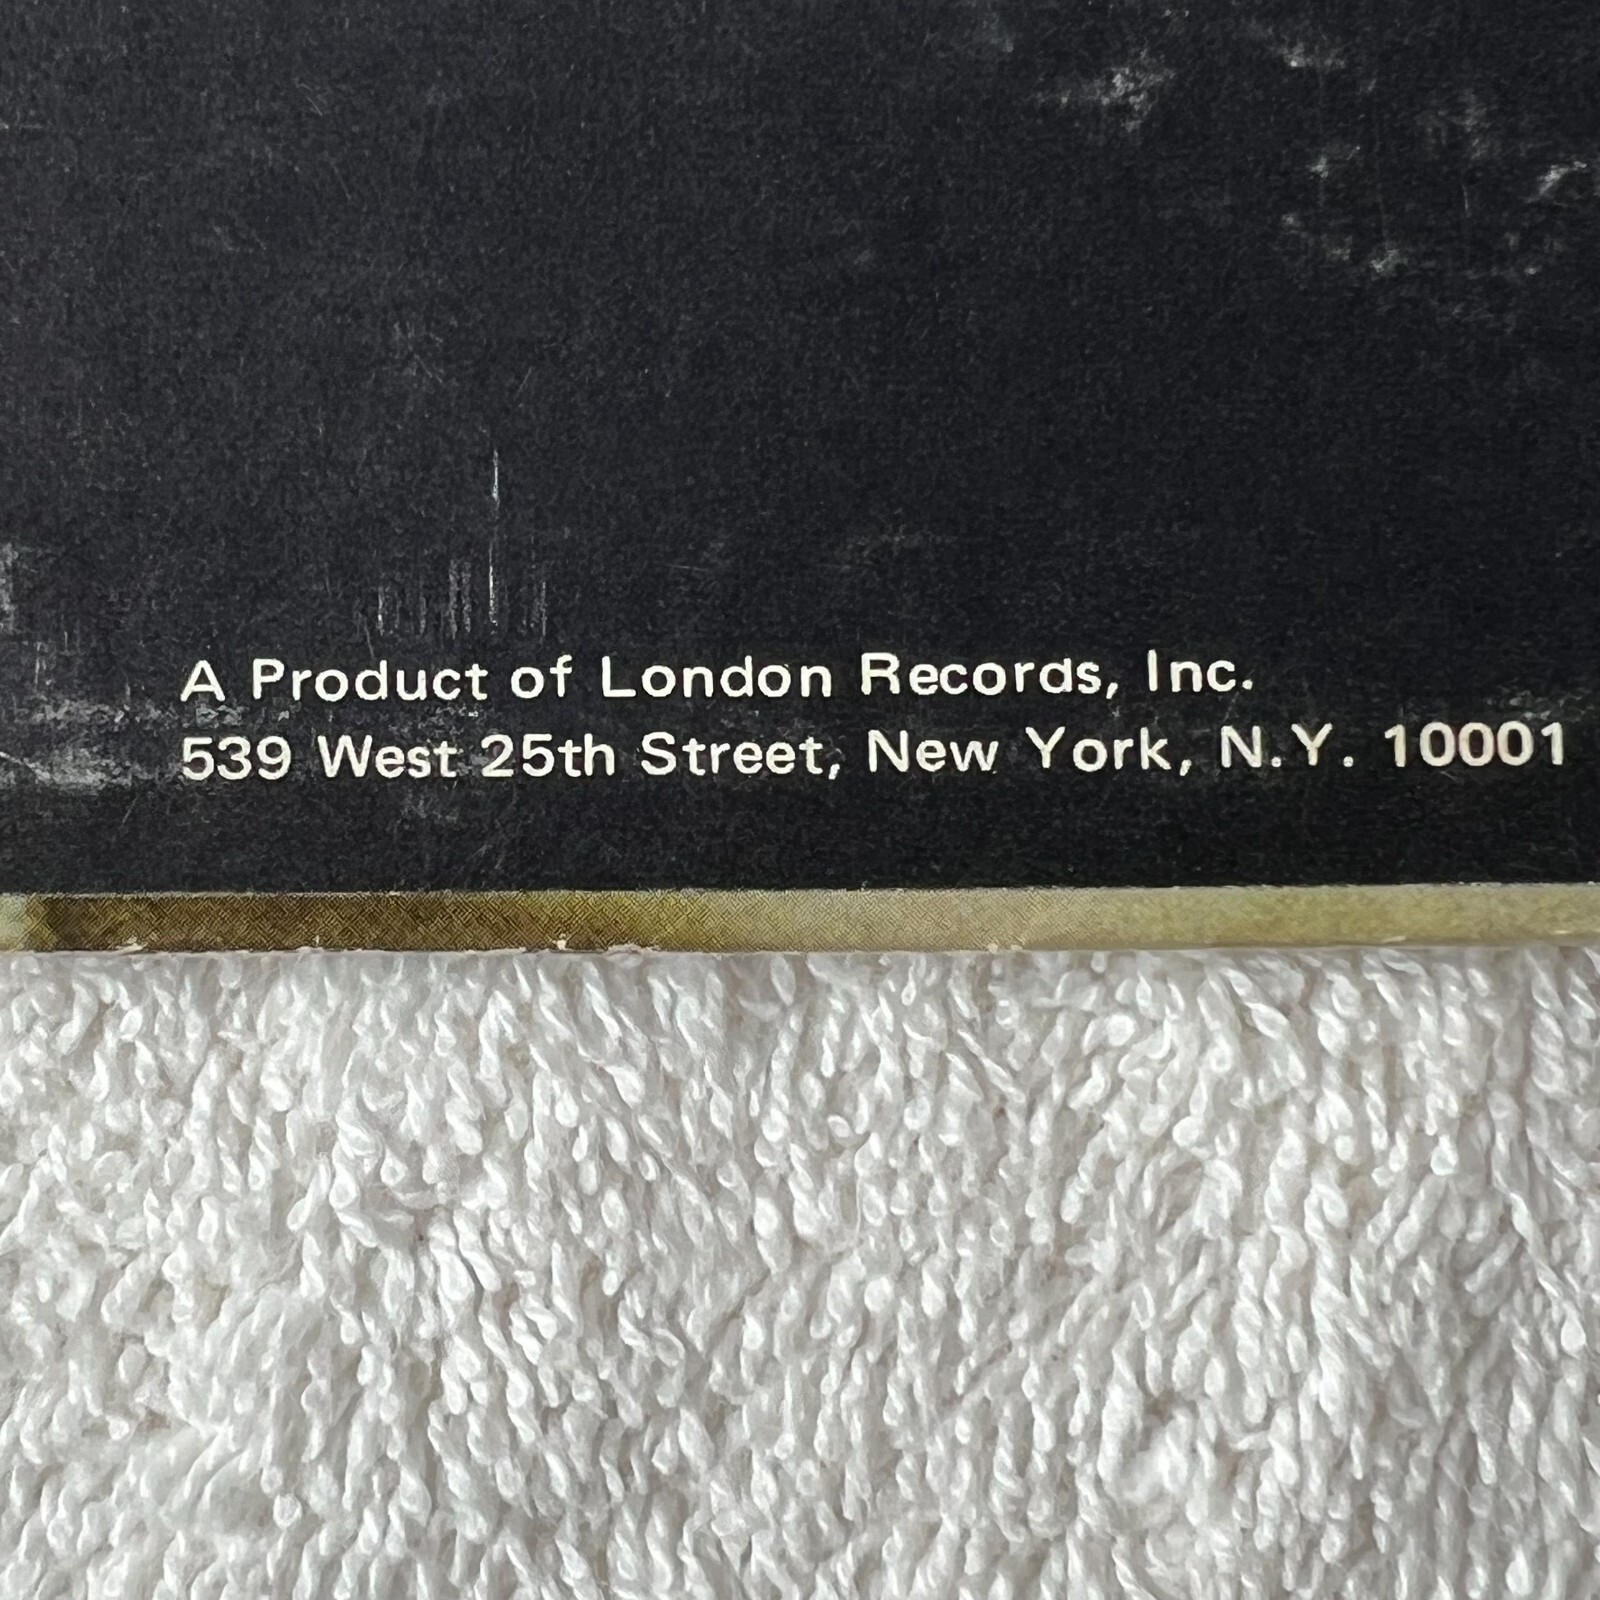 A Product of London Records, Inc.
539 West 25th Street, New York, N.Y. 10001